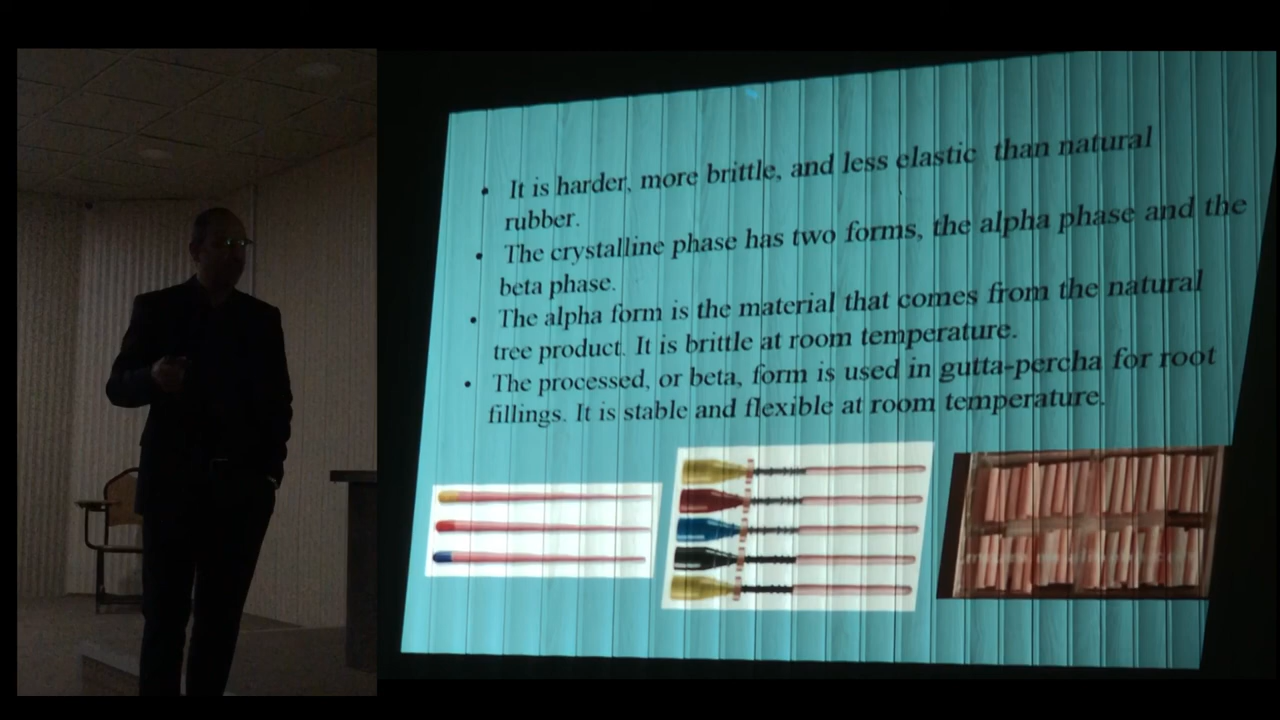 • It is harder, more brittle, and less elastic than natural
rubber.
• The crystalline phase has two forms, the alpha phase and the
beta phase.
• The alpha form is the material that comes from the natural
tree product. It is brittle at room temperature.
• The processed, or beta, form is used in gutta-percha for root
fillings. It is stable and flexible at room temperature.